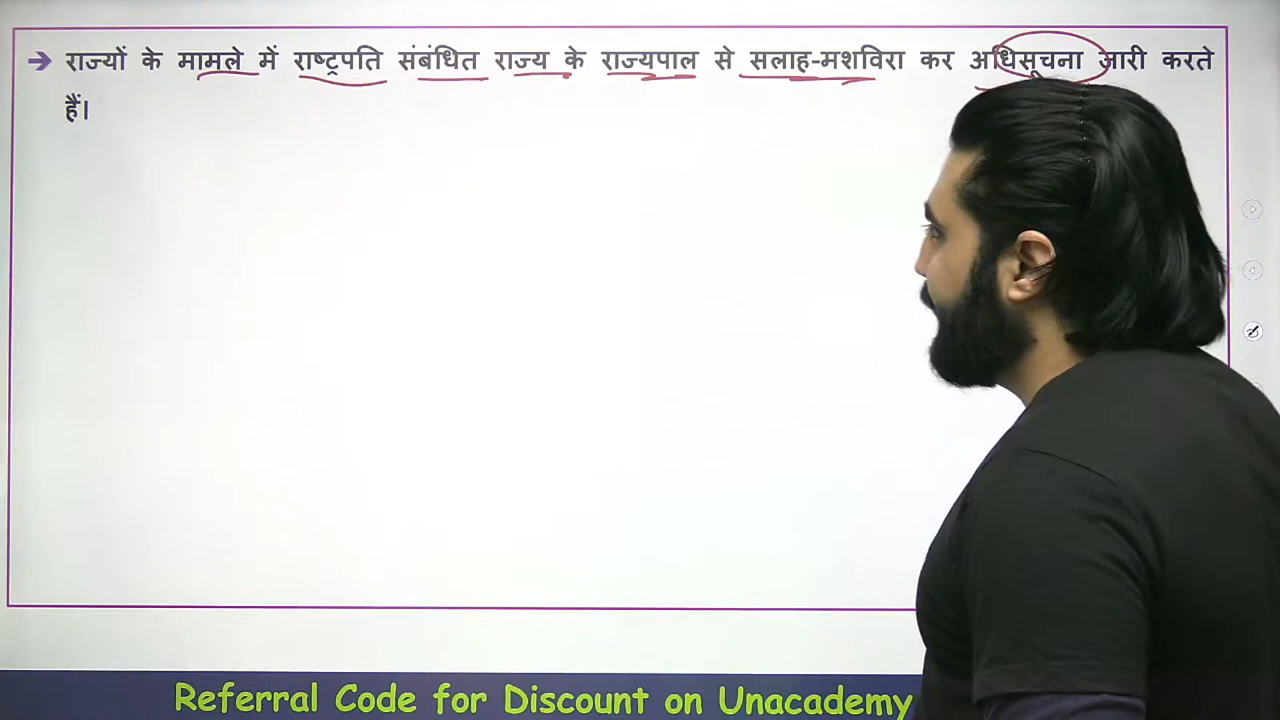 → राज्यों के मामले में राष्ट्रपति संबंधित राज्य के राज्यपाल से सलाह-मशविरा कर अधिसूचना जारी करते
हैं।
Referral Code for Discount on Unacademy